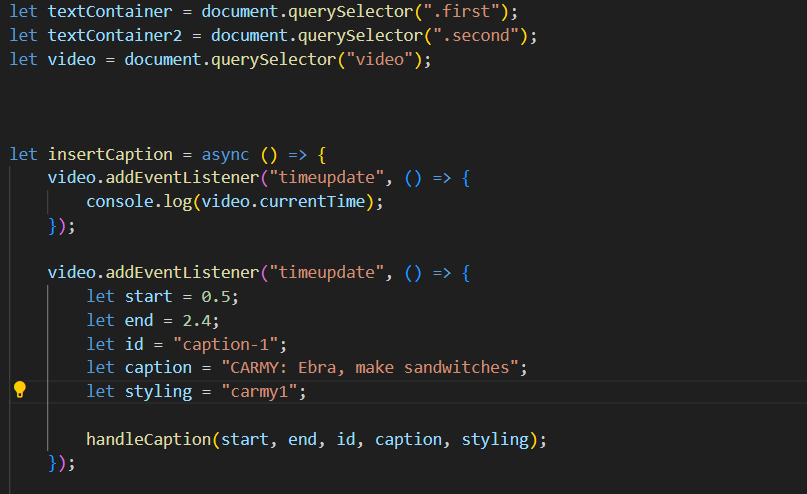 let textContainer = document.querySelector(".first");
let textContainer2 = document.querySelector(".second");
let video = document.querySelector("video");
let insertCaption = async () => {
video.addEventListener("timeupdate", () => {
console.log(video.currentTime);
});
video.addEventListener("timeupdate", () => {
let start = 0.5;
let end = 2.4;
let id = "caption-1";
let caption = "CARMY: Ebra, make sandwitches";
let styling = "carmy1";
handleCaption(start, end, id, caption, styling);
});